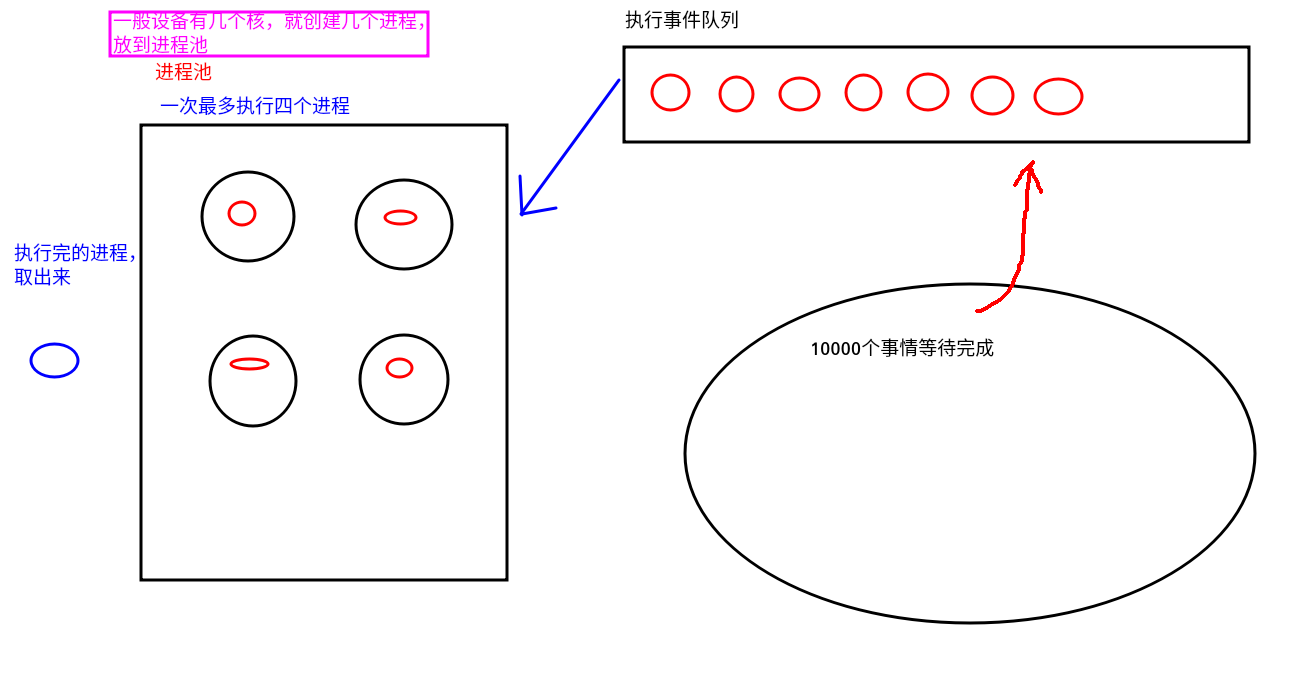 一般设备有几个核，就创建几个进程，
放到进程池
进程池
一次最多执行四个进程
执行完的进程，
取出来
执行事件队列
10000个事情等待完成